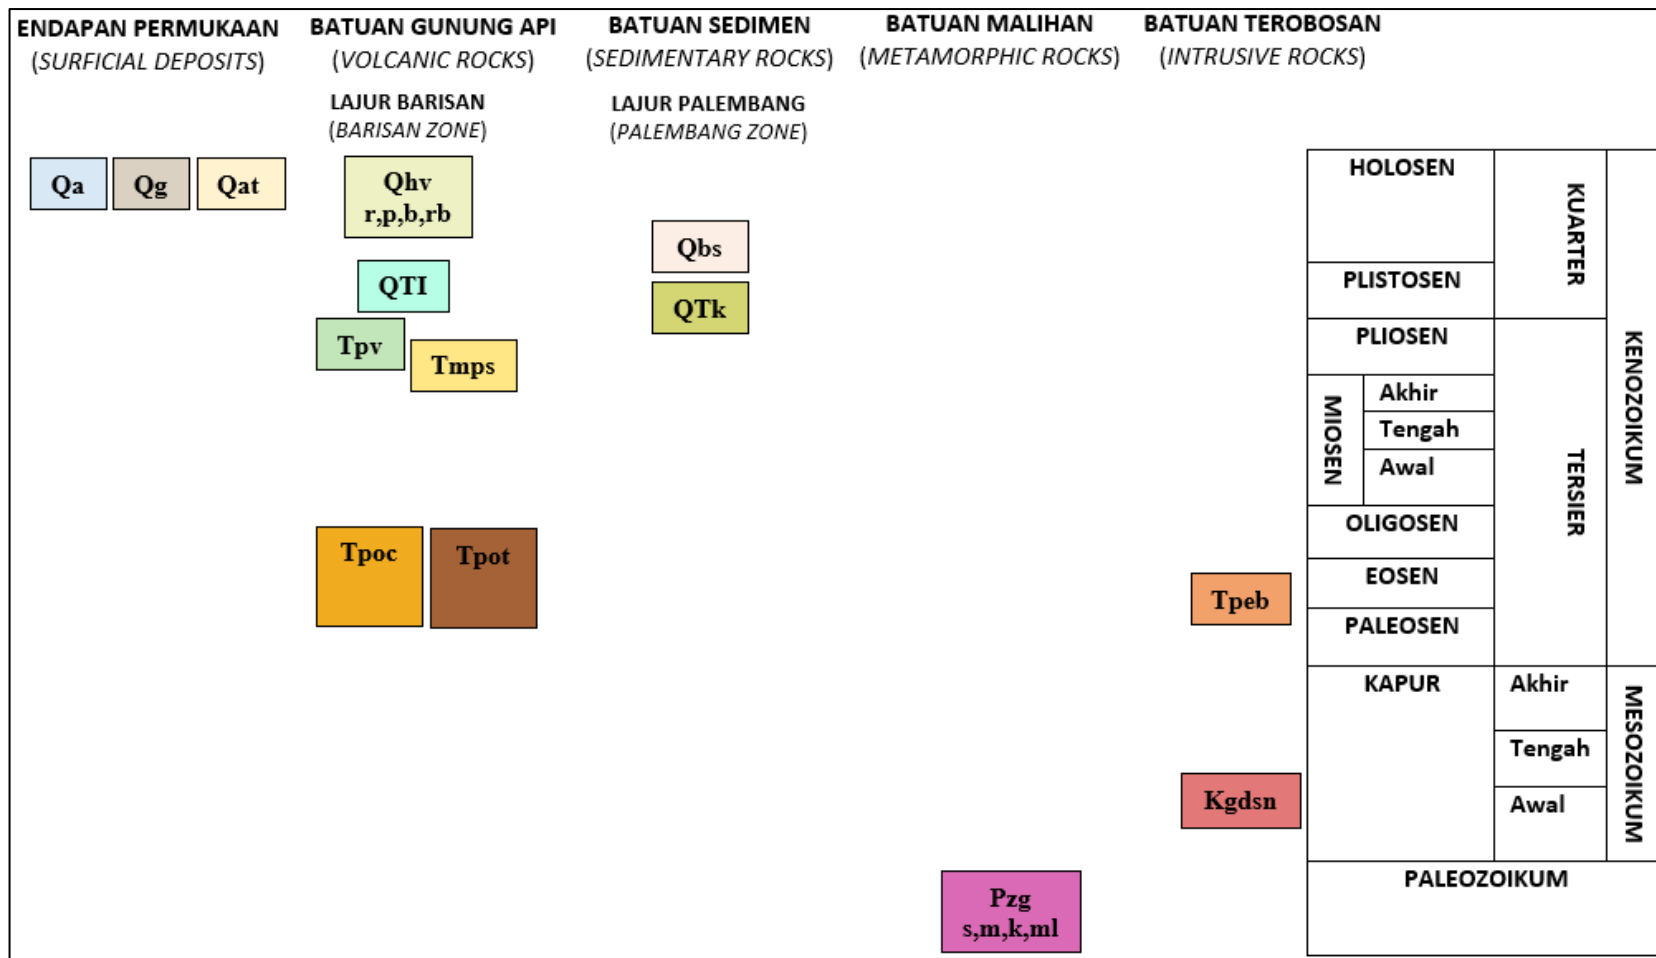 ENDAPAN PERMUKAAN
(SURFICIAL DEPOSITS)
BATUAN GUNUNG API
(VOLCANIC ROCKS)
LAJUR BARISAN
(BARISAN ZONE)
BATUAN SEDIMEN
(SEDIMENTARY ROCKS)
LAJUR PALEMBANG
(PALEMBANG ZONE)
BATUAN MALIHAN
(METAMORPHIC ROCKS)
BATUAN TEROBOSAN
(INTRUSIVE ROCKS)
Qa
Qg
Qat
Qhv
r,p,b,rb
QTI
Tpv
Tmps
Tpoc
Tpot
Qbs
QTk
Pzg
s,m,k,ml
Tpeb
Kgdsn
HOLOSEN
PLISTOSEN
KUARTER
PLIOSEN
MIOSEN
Akhir
Tengah
Awal
OLIGOSEN
EOSEN
PALEOSEN
TERSIER
KENOZOIKUM
KAPUR
Akhir
Tengah
Awal
MESOZOIKUM
PALEOZOIKUM